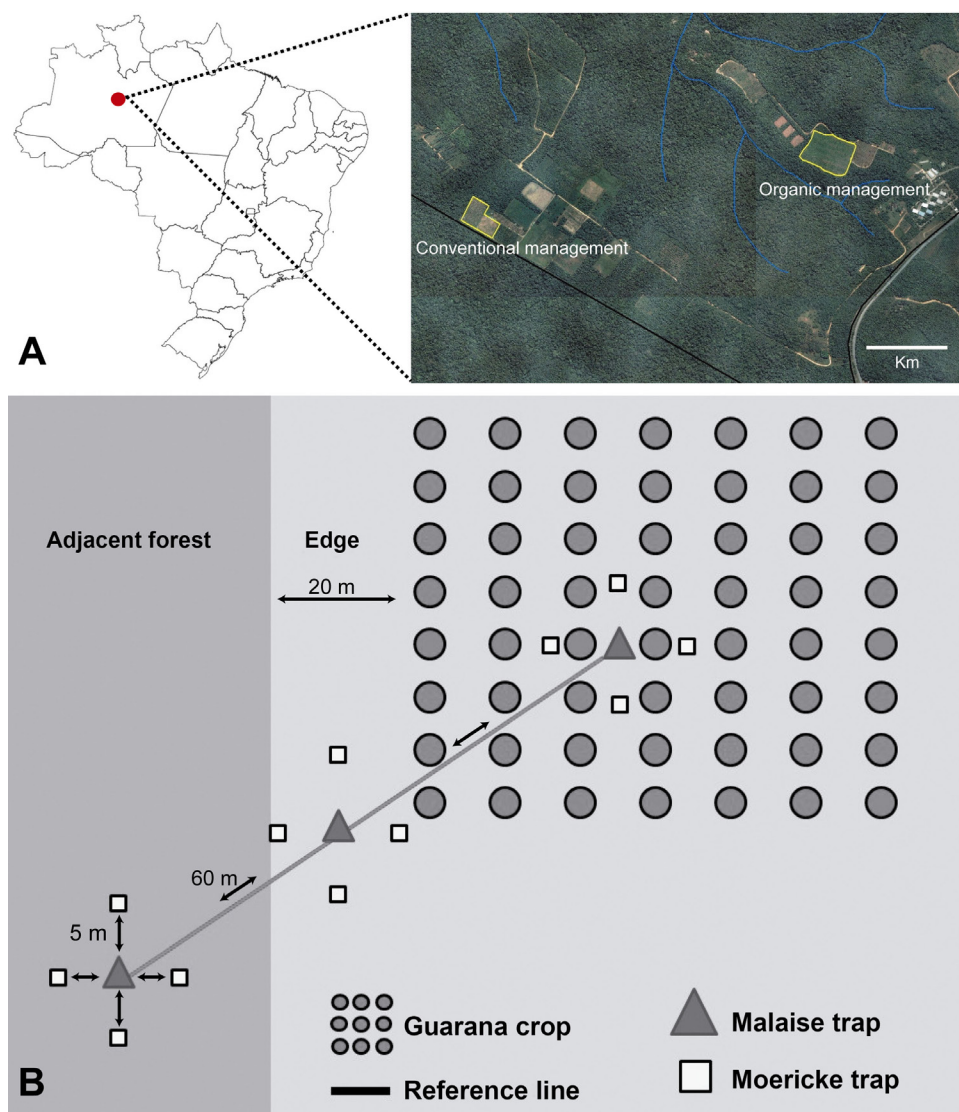 Organic management
Conventional management
A
Km
Adjacent forest
Edge
20 m
60 m
5 m
Guarana crop
Malaise trap
Reference line
Moericke trap
B